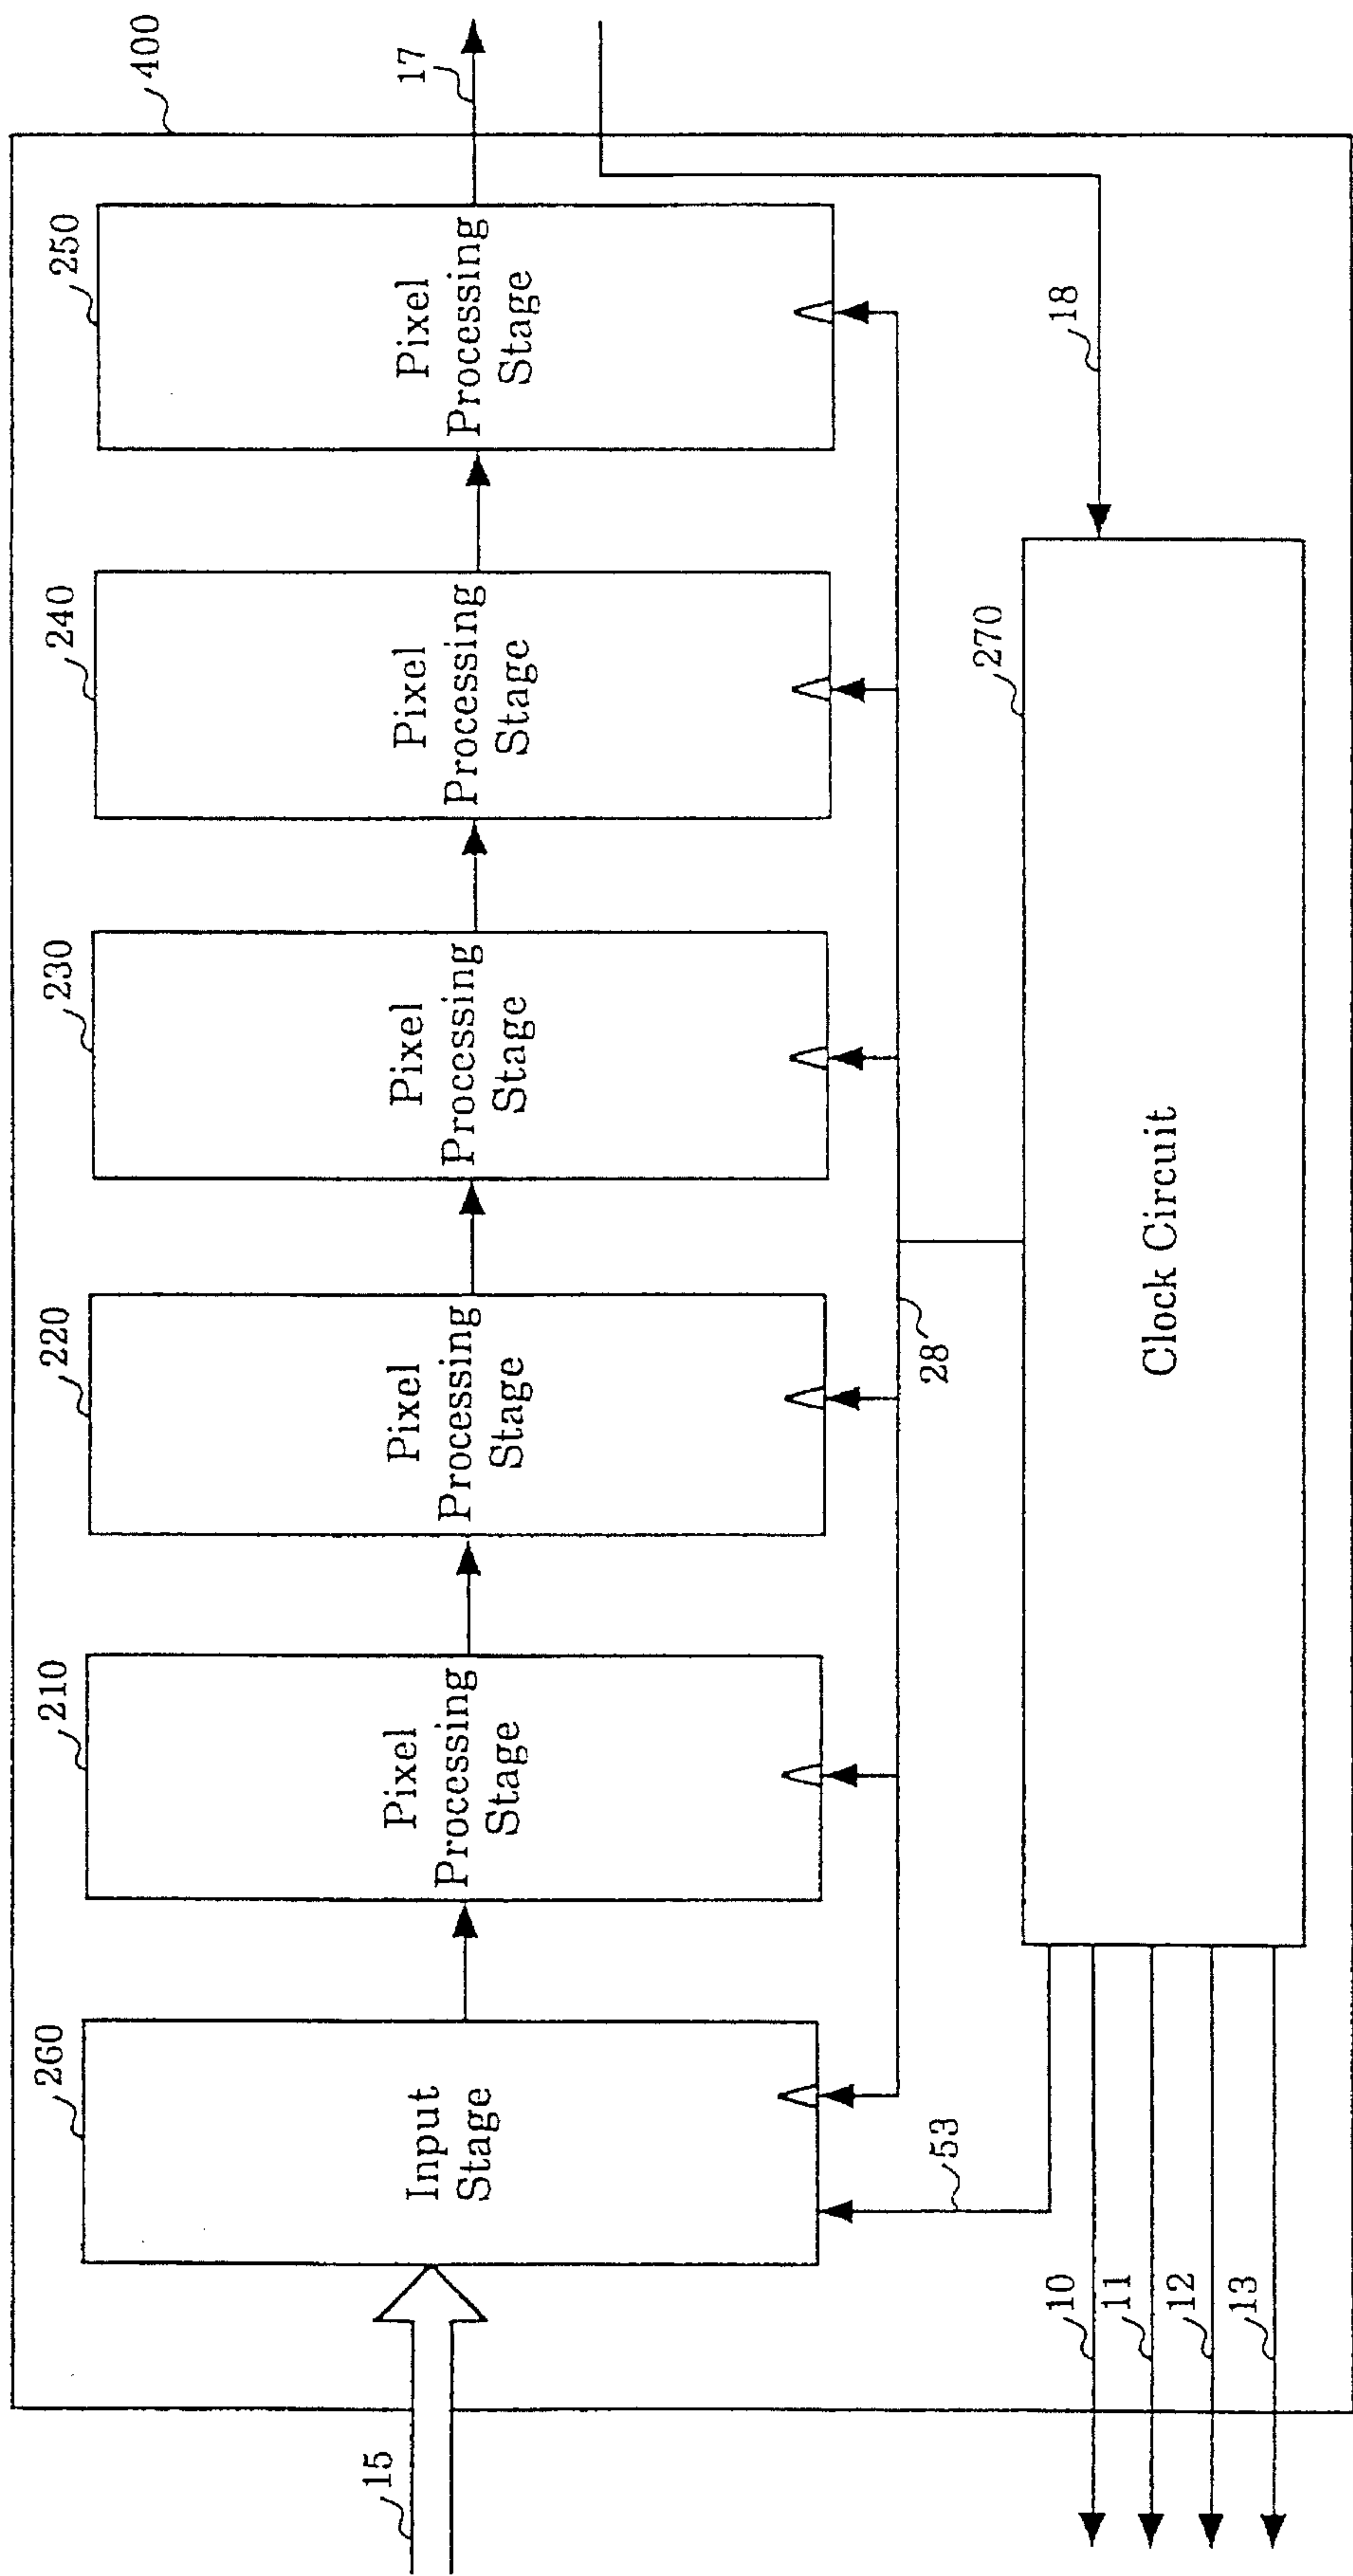 400
260
210
220
230
240
250
Input
Stage
Pixel
Processing
Stage
Pixel
Processing
Stage
Pixel
Processing
Stage
Pixel
Processing
Stage
Pixel
Processing
Stage
15
17
28
53
18
270
Clock Circuit
10
11
12
13